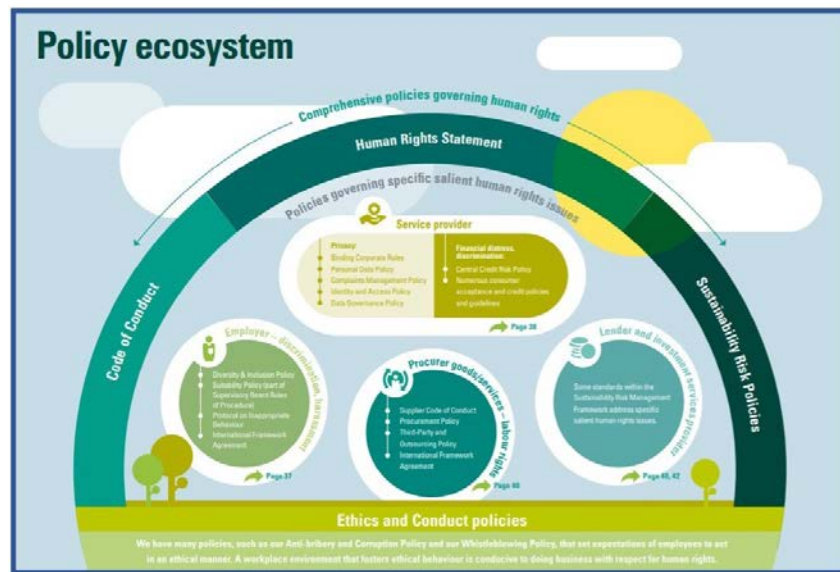 Policy ecosystem
Comprehensive policies governing human rights
Human Rights Statement
Policies governing specific salient human rights issues
Code of Conduct
Sustainability Risk Policies
Service provider
Privacy:
Binding Corporate Rules
Personal Data Policy
Complaints Management Policy
Identity and Access Policy
Data Governance Policy
Financial distress,
discrimination:
Central Credit Risk Policy
Numerous consumer
acceptance and credit policies
and guidelines
Page 38
Employer – discrimination, harassment
Diversity & Inclusion Policy
Suitability Policy (part of
Supervisory Board Rules
of Procedure)
Protocol on Inappropriate
Behaviour
International Framework
Agreement
Page 37
Procurer goods/services – labour rights
Supplier Code of Conduct
Procurement Policy
Third-Party and
Outsourcing Policy
International Framework
Agreement
Page 40
Lender and investment services provider
Some standards within the
Sustainability Risk Management
Framework address specific
salient human rights issues.
Page 40, 42
Ethics and Conduct policies
We have many policies, such as our Anti-bribery and Corruption Policy and our Whistleblowing Policy, that set expectations of employees to act
in an ethical manner. A workplace environment that fosters ethical behaviour is conducive to doing business with respect for human rights.